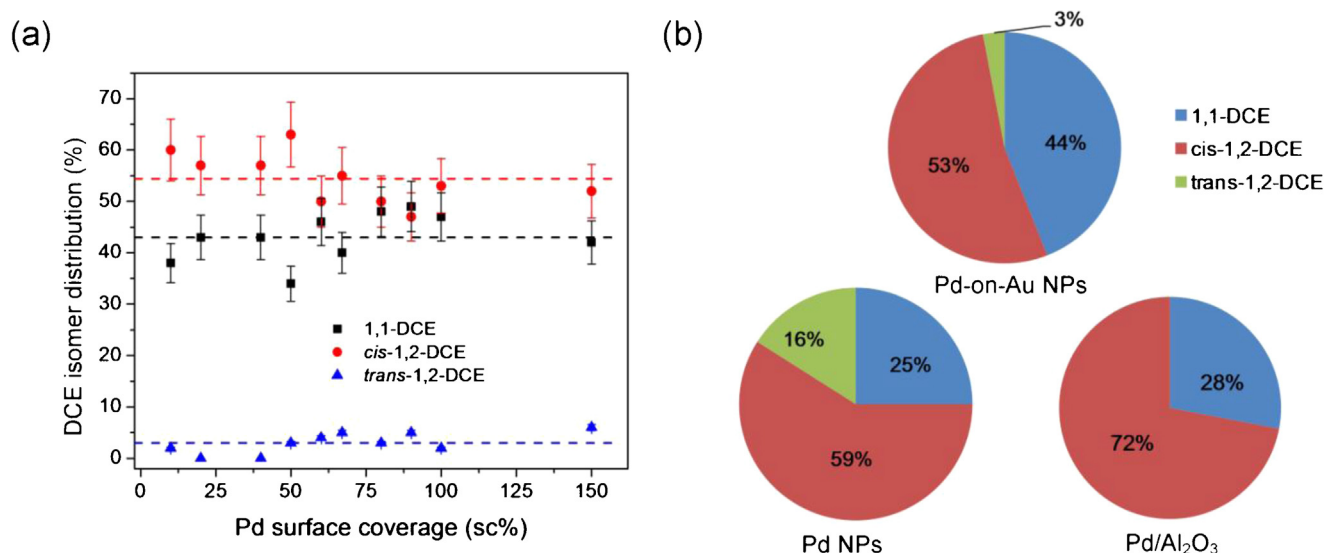 (a)
DCE isomer distribution (%)
70
60
50
40
30
20
10
0
1,1-DCE
cis-1,2-DCE
trans-1,2-DCE
0 25 50 75 100 125 150
Pd surface coverage (sc%)
(b)
3%
44%
53%
Pd-on-Au NPs
1,1-DCE
cis-1,2-DCE
trans-1,2-DCE
16%
25%
59%
Pd NPs
28%
72%
Pd/Al₂O₃